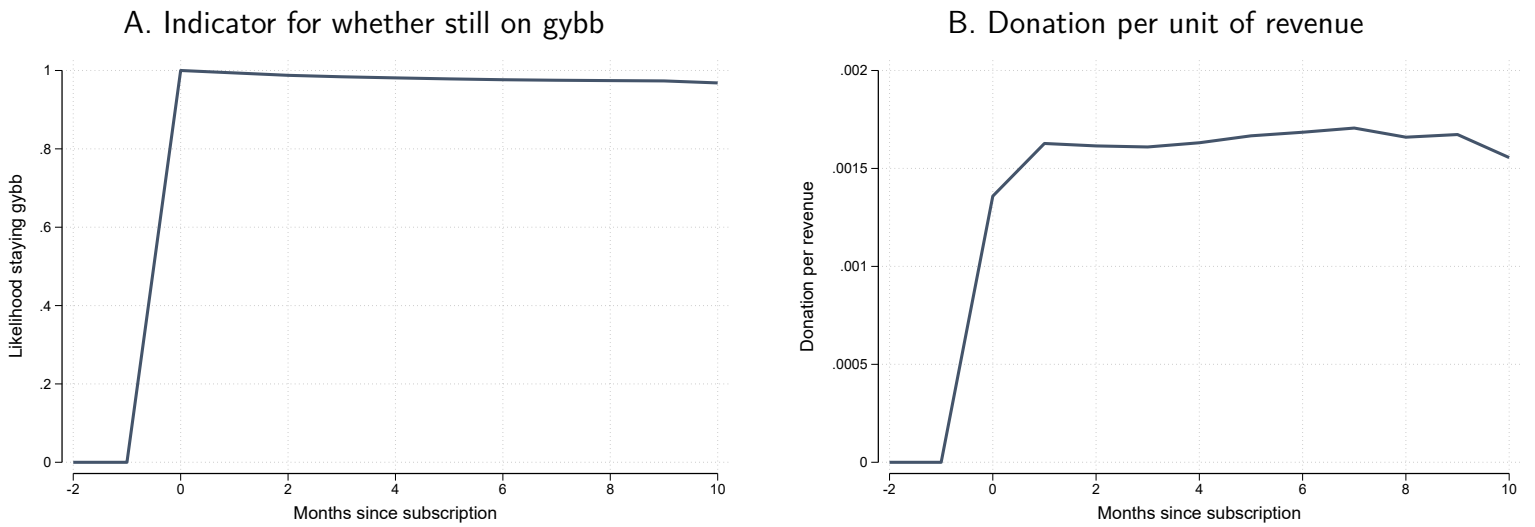 A. Indicator for whether still on gybb
Likelihood staying gybb
1
.8
.6
.4
.2
0
-2 0 2 4 6 8 10
Months since subscription
B. Donation per unit of revenue
Donation per revenue
.002
.0015
.001
.0005
0
-2 0 2 4 6 8 10
Months since subscription